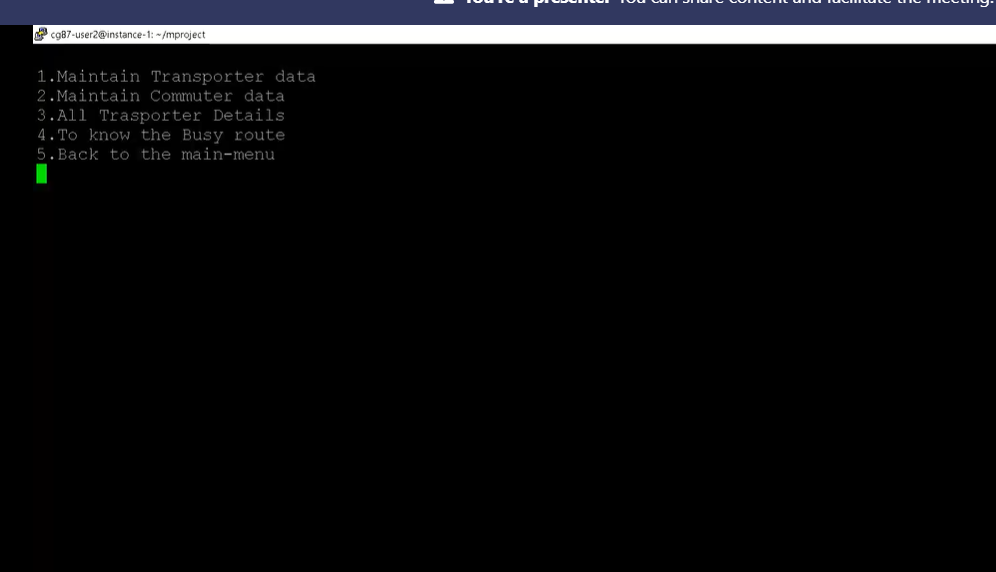 You're a presenter You can share content and facilitate the meeting.
cg87-user2@instance-1: ~/mproject
1.Maintain Transporter data
2.Maintain Commuter data
3.All Trasporter Details
4.To know the Busy route
5.Back to the main-menu